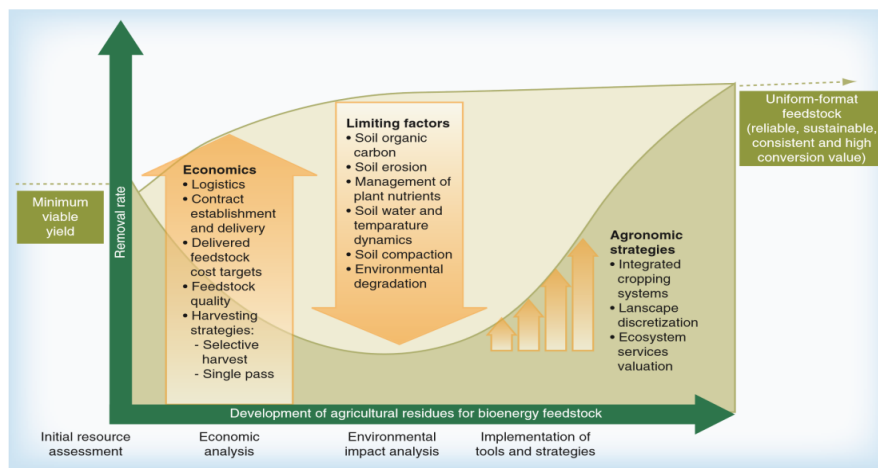 Minimum
viable
yield
Removal rate
Economics
• Logistics
• Contract
establishment
and delivery
• Delivered
feedstock
cost targets
• Feedstock
quality
• Harvesting
strategies:
- Selective
harvest
- Single pass
Limiting factors
• Soil organic
carbon
• Soil erosion
• Management of
plant nutrients
• Soil water and
temparature
dynamics
• Soil compaction
• Environmental
degradation
Agronomic
strategies
• Integrated
cropping
systems
• Lanscape
discretization
• Ecosystem
services
valuation
Uniform-format
feedstock
(reliable, sustainable,
consistent and high
conversion value)
Development of agricultural residues for bioenergy feedstock
Initial resource
assessment
Economic
analysis
Environmental
impact analysis
Implementation of
tools and strategies